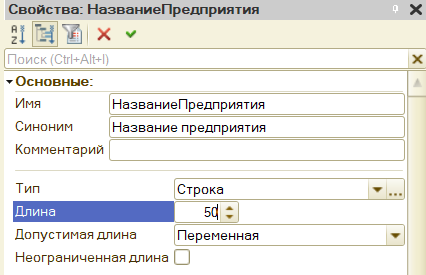 Свойства: НазваниеПредприятия
Поиск (Ctrl+Alt+I)
Основные:
Имя НазваниеПредприятия
Синоним Название предприятия
Комментарий
Тип Строка
Длина 50
Допустимая длина Переменная
Неограниченная длина